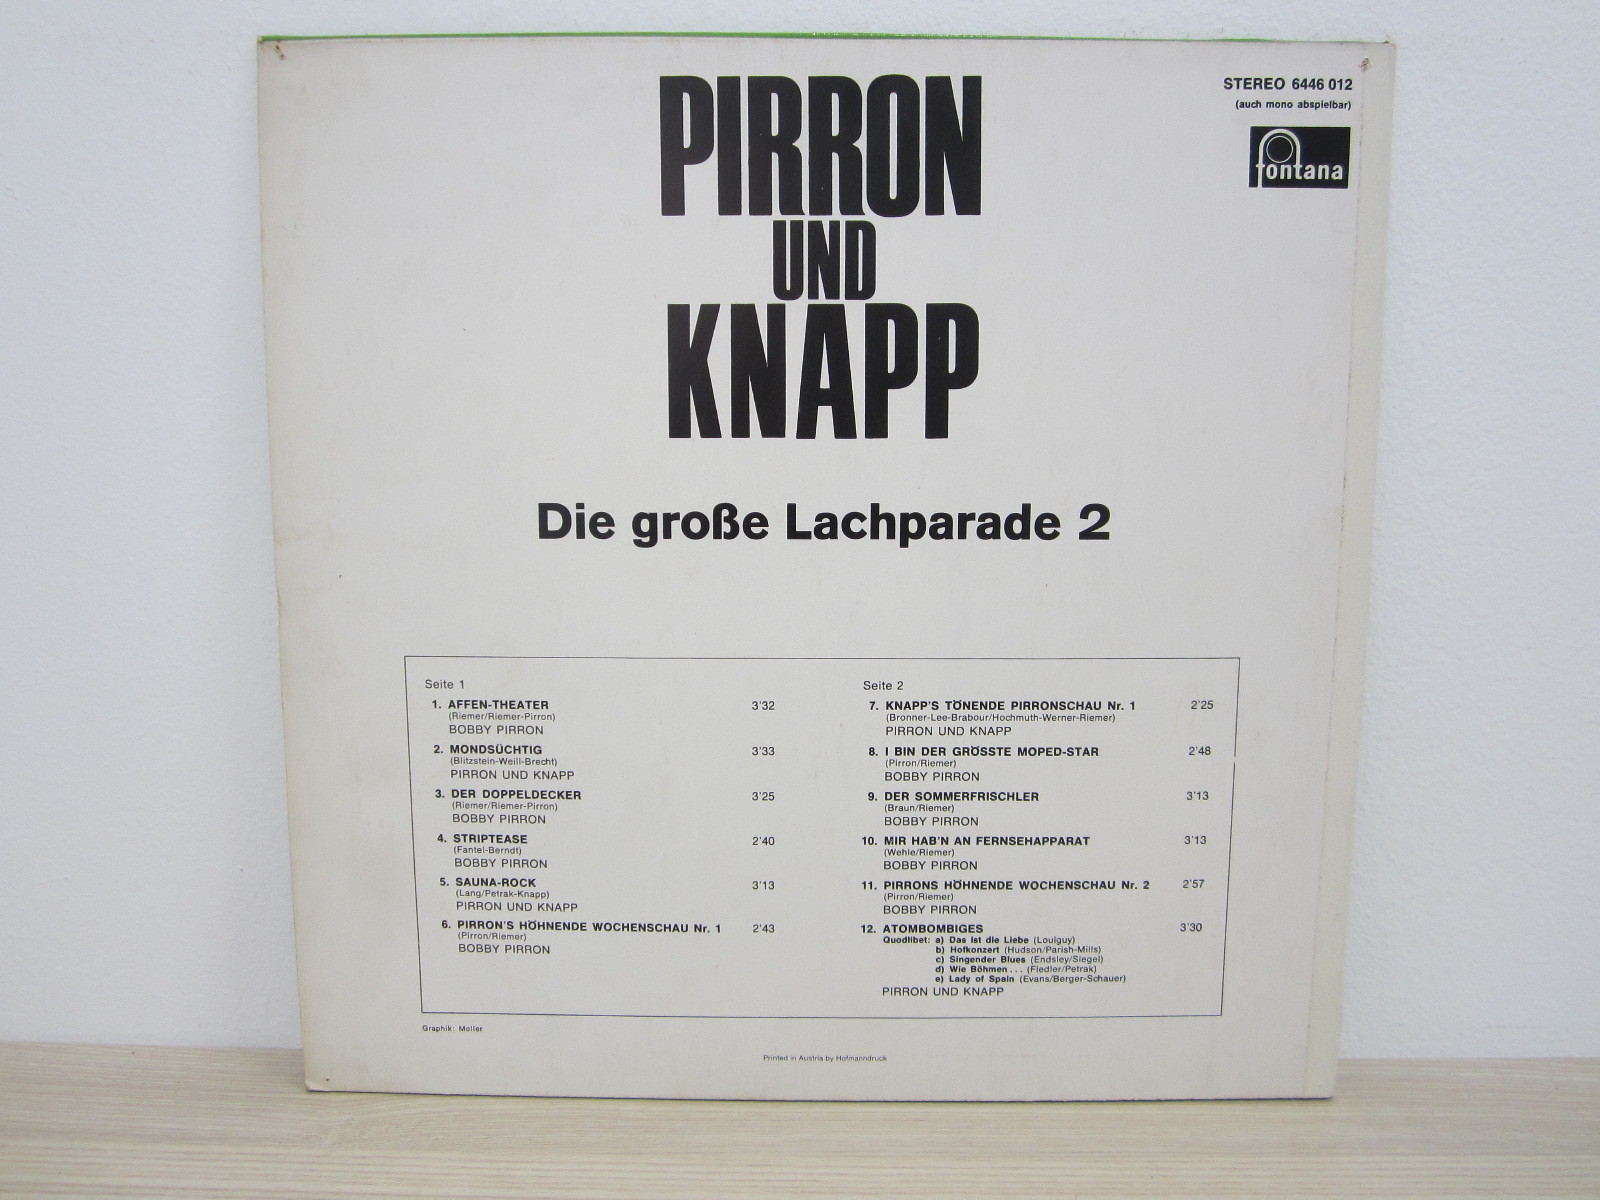 STEREO 6446 012
(auch mono abspielbar)
fontana
PIRRON
UND
KNAPP
Die große Lachparade 2
Seite 1
1. AFFEN-THEATER 3'32
(Riemer/Riemer-Pirron)
BOBBY PIRRON
2. MONDSÜCHTIG 3'33
(Blitzstein-Weill-Brecht)
PIRRON UND KNAPP
3. DER DOPPELDECKER 3'25
(Riemer/Riemer-Pirron)
BOBBY PIRRON
4. STRIPTEASE 2'40
(Fantel-Berndt)
BOBBY PIRRON
5. SAUNA-ROCK 3'13
(Lang/Petrak-Knapp)
PIRRON UND KNAPP
6. PIRRON'S HÖHNENDE WOCHENSCHAU Nr. 1 2'43
(Pirron/Riemer)
BOBBY PIRRON
Seite 2
7. KNAPP'S TÖNENDE PIRRONSCHAU Nr. 1 2'25
(Bronner-Lee-Brabour/Hochmuth-Werner-Riemer)
PIRRON UND KNAPP
8. I BIN DER GRÖSSTE MOPED-STAR 2'48
(Pirron/Riemer)
BOBBY PIRRON
9. DER SOMMERFRISCHLER 3'13
(Braun/Riemer)
BOBBY PIRRON
10. MIR HAB'N AN FERNSEHAPPARAT 3'13
(Wehle/Riemer)
BOBBY PIRRON
11. PIRRONS HÖHNENDE WOCHENSCHAU Nr. 2 2'57
(Pirron/Riemer)
BOBBY PIRRON
12. ATOMBOMBIGES 3'30
Quodlibet: a) Das ist die Liebe (Louiguy)
b) Hofkonzert (Hudson/Parish-Mills)
c) Singender Blues (Endsley/Siegel)
d) Wie Böhmen . . . (Fiedler/Petrak)
e) Lady of Spain (Evans/Berger-Schauer)
PIRRON UND KNAPP
Graphik: Moller
Printed in Austria by Hofmanndruck